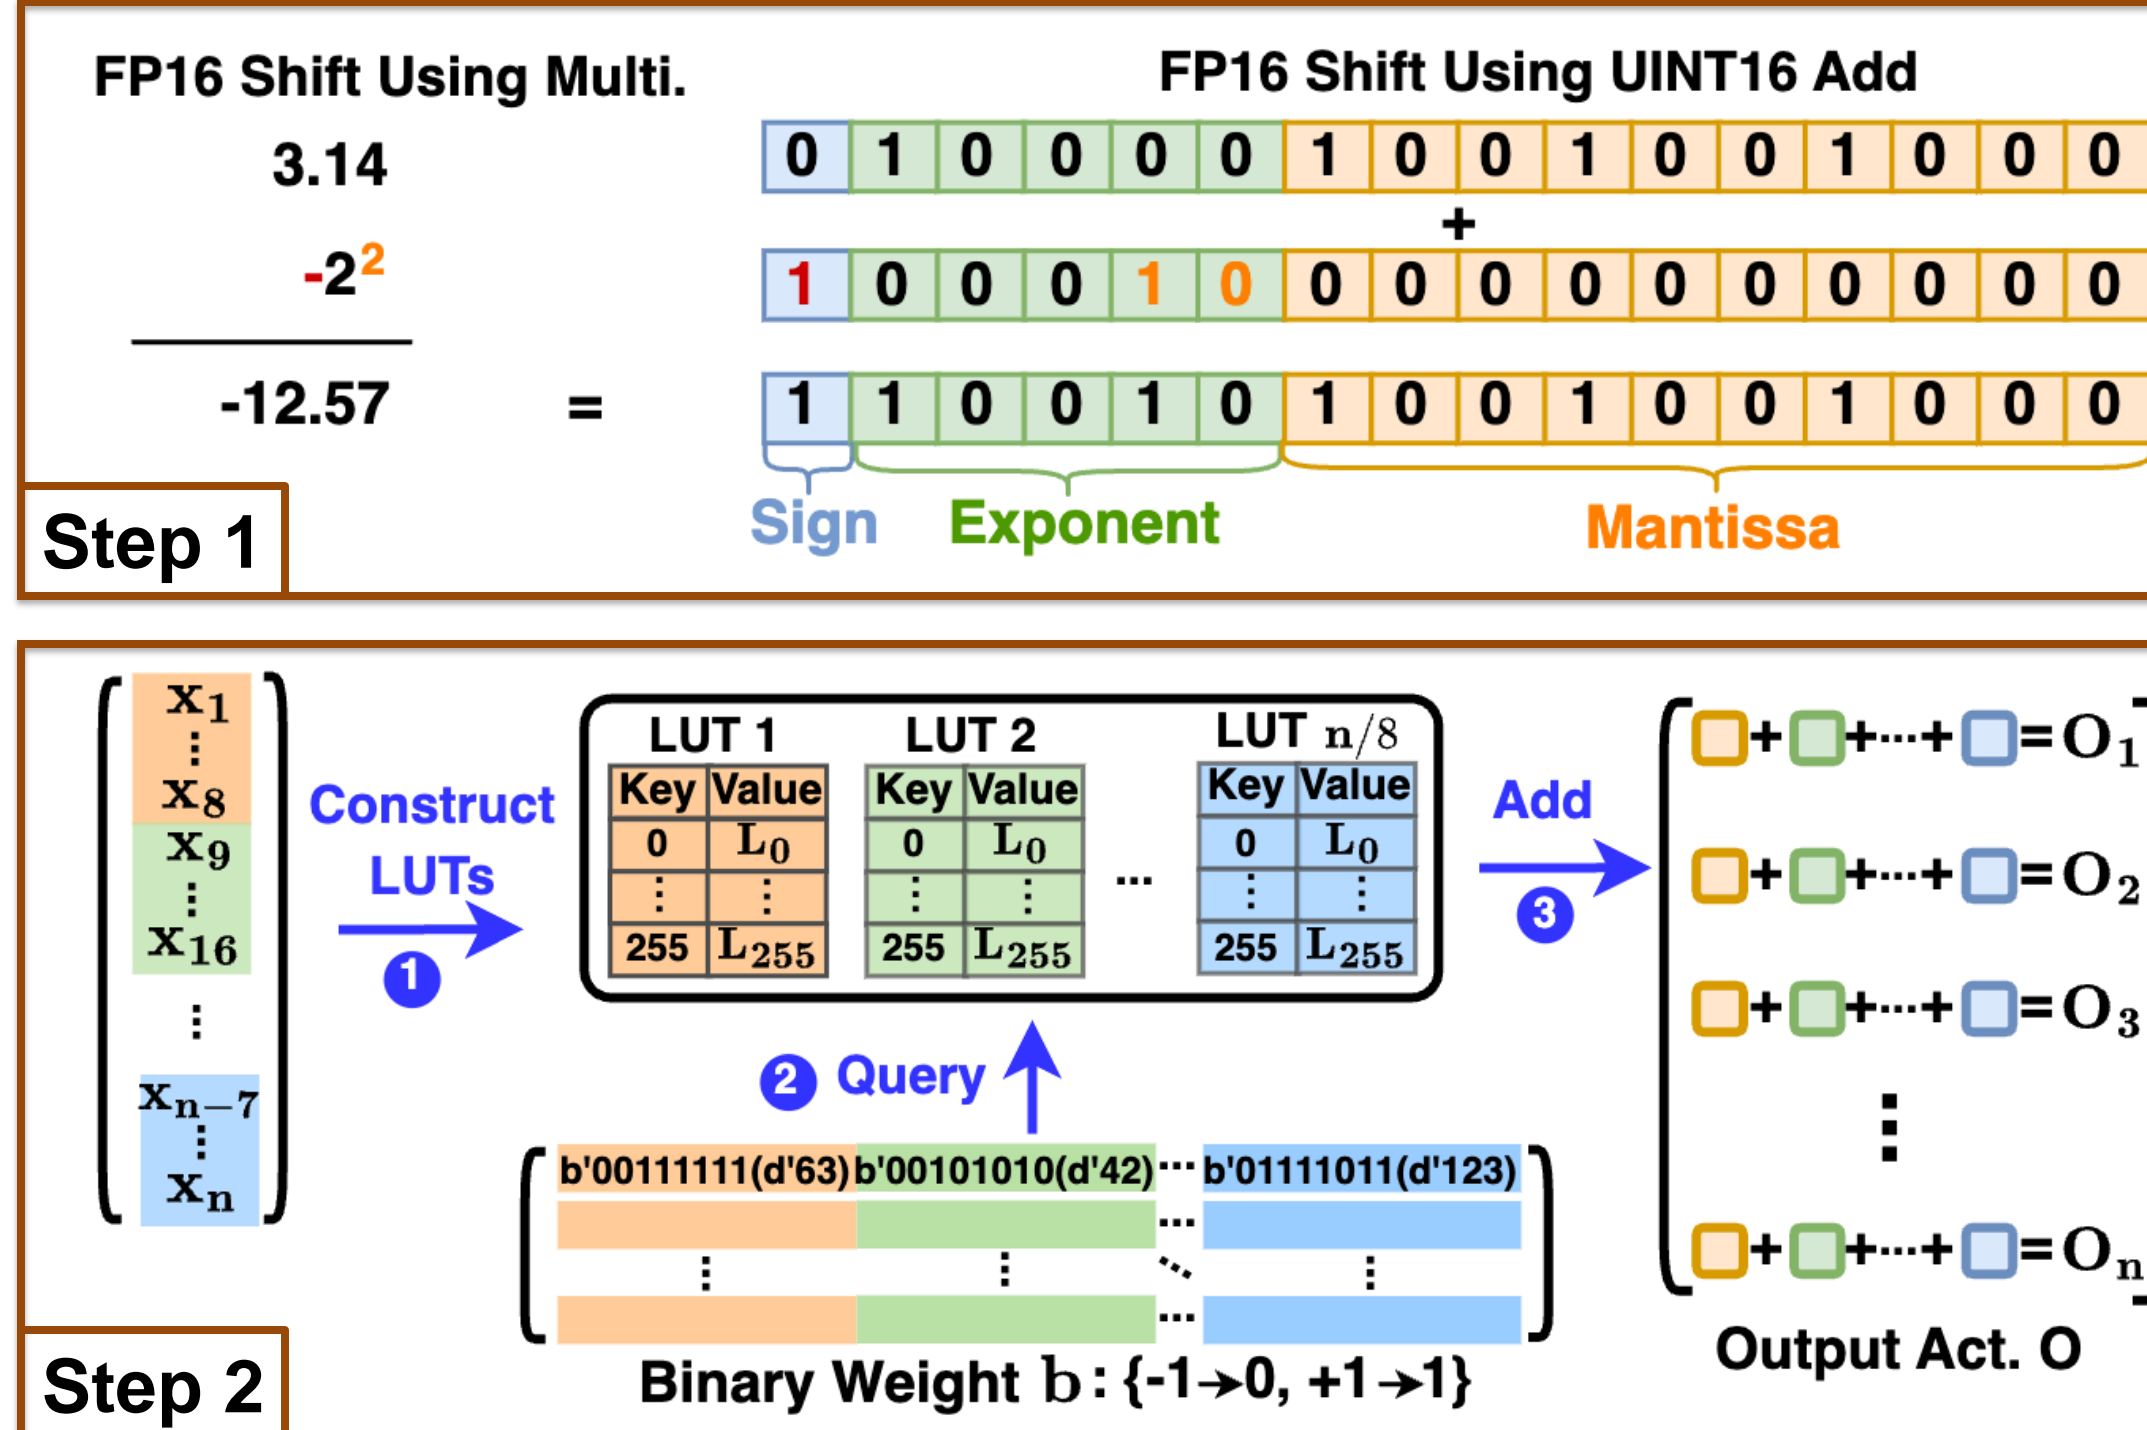 FP16 Shift Using Multi.
3.14
-2²
-12.57
=
FP16 Shift Using UINT16 Add
0 1 0 0 0 0 1 0 0 1 0 0 1 0 0 0
+
1 0 0 0 1 0 0 0 0 0 0 0 0 0 0 0
1 1 0 0 1 0 1 0 0 1 0 0 1 0 0 0
Sign Exponent Mantissa
Step 1
x₁
⋮
x₈
x₉
⋮
x₁₆
⋮
xₙ₋₇
⋮
xₙ
Construct
LUTs
1
LUT 1
Key Value
0 L₀
⋮ ⋮
255 L₂₅₅
LUT 2
Key Value
0 L₀
⋮ ⋮
255 L₂₅₅
...
LUT n/8
Key Value
0 L₀
⋮ ⋮
255 L₂₅₅
2 Query
b'00111111(d'63) b'00101010(d'42) ... b'01111011(d'123)
...
⋮ ⋮ ⋱ ⋮
...
Binary Weight b: {-1→0, +1→1}
Add
3
+ +...+ = O₁
+ +...+ = O₂
+ +...+ = O₃
⋮
+ +...+ = Oₙ
Output Act. O
Step 2